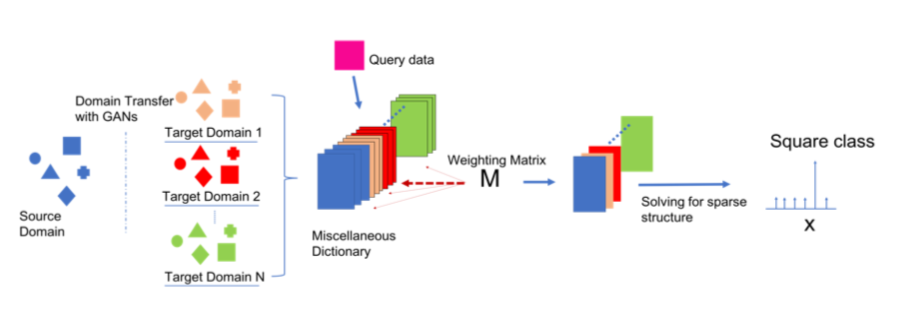 Query data
Domain Transfer
with GANs
Target Domain 1
Target Domain 2
Target Domain N
Source
Domain
Miscellaneous
Dictionary
Weighting Matrix
M
Solving for sparse
structure
Square class
x